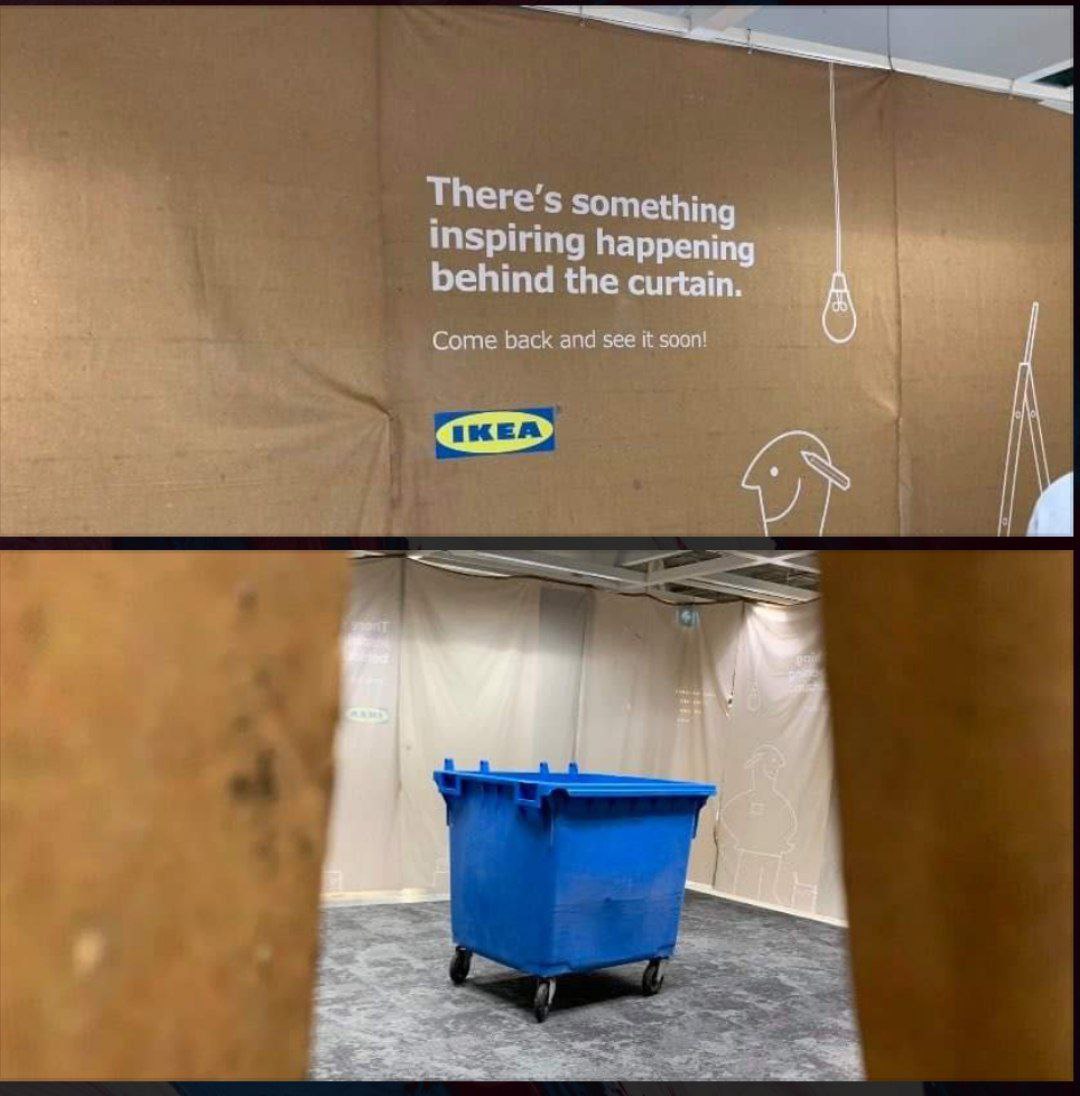 There's something
inspiring happening
behind the curtain.
Come back and see it soon!
IKEA